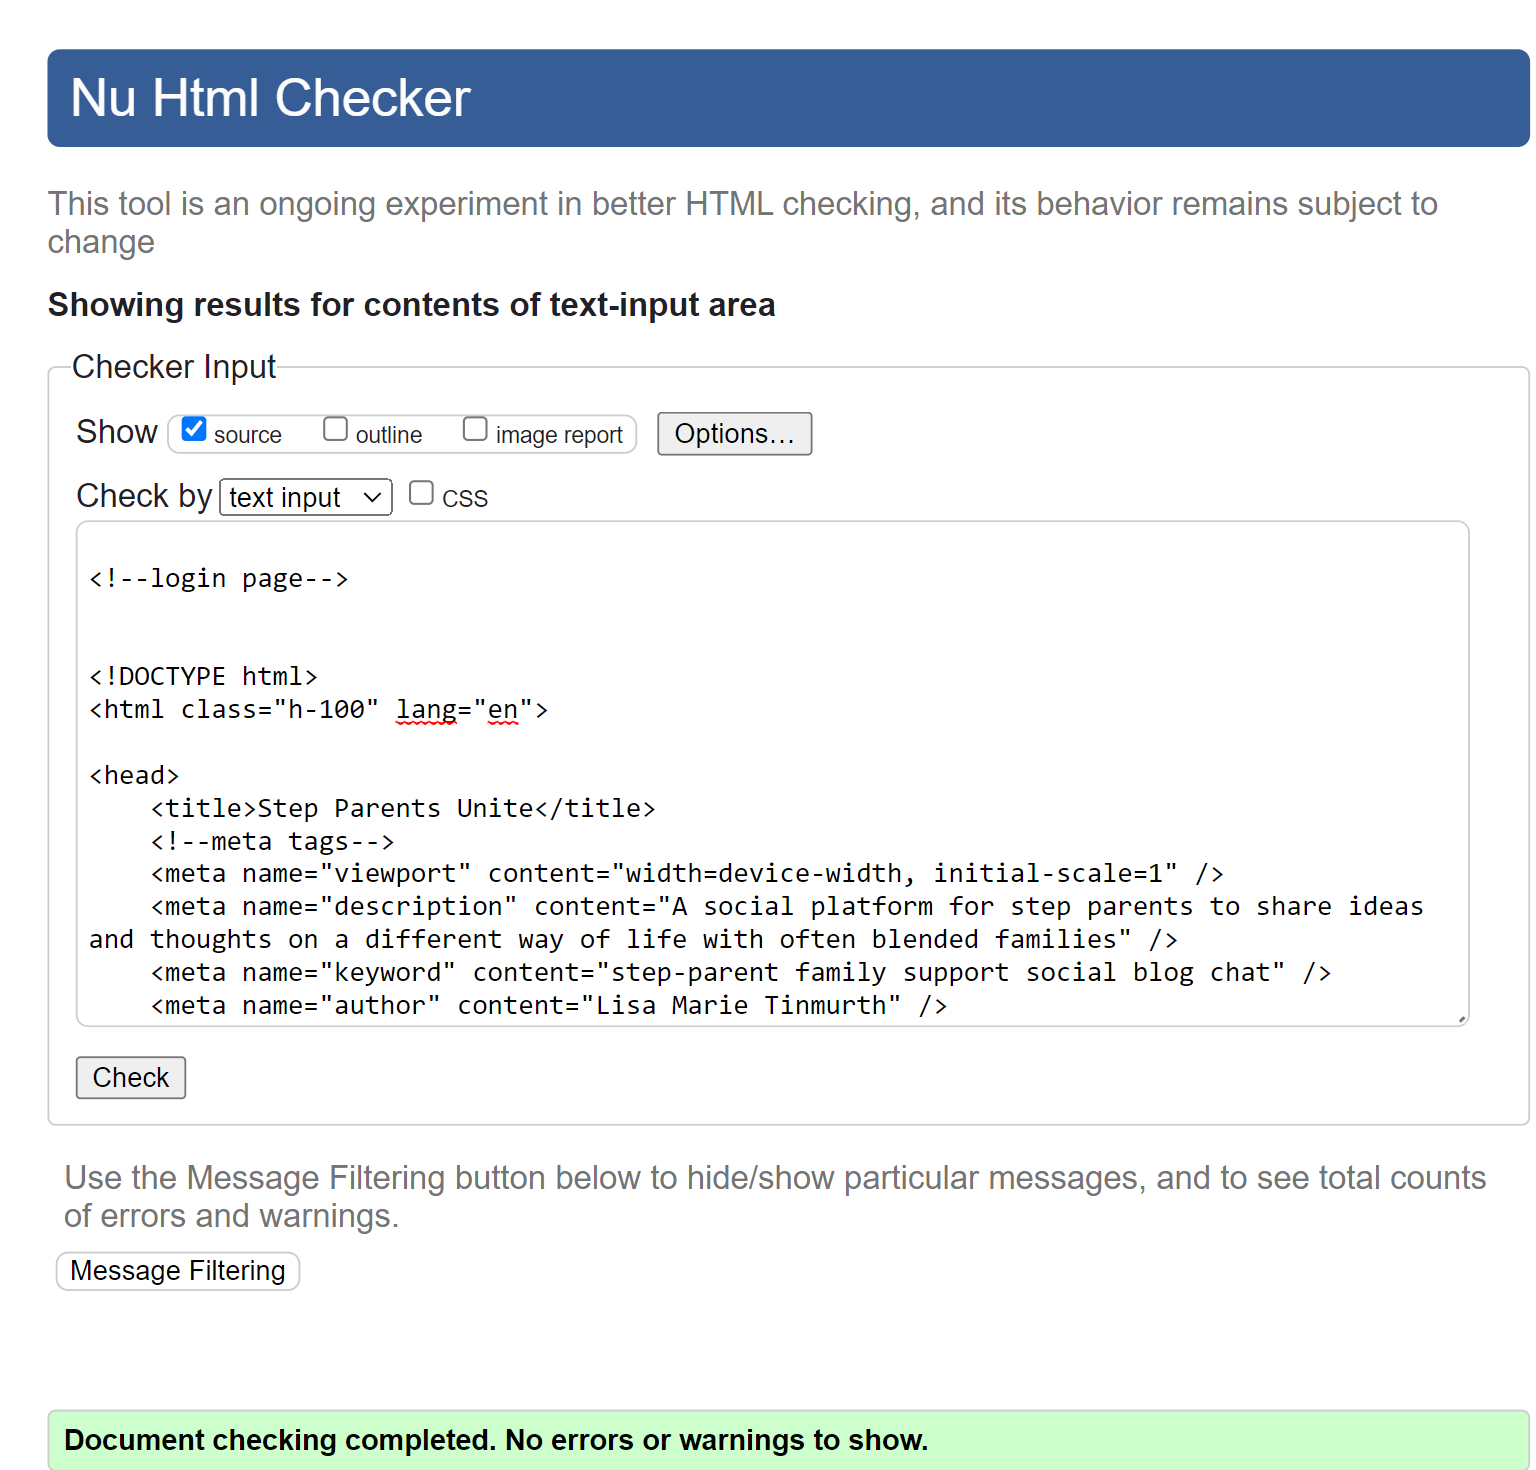 Nu Html Checker
This tool is an ongoing experiment in better HTML checking, and its behavior remains subject to
change
Showing results for contents of text-input area
Checker Input
Show source outline image report Options...
Check by text input CSS
<!--login page-->
<!DOCTYPE html>
<html class="h-100" lang="en">
<head>
<title>Step Parents Unite</title>
<!--meta tags-->
<meta name="viewport" content="width=device-width, initial-scale=1" />
<meta name="description" content="A social platform for step parents to share ideas
and thoughts on a different way of life with often blended families" />
<meta name="keyword" content="step-parent family support social blog chat" />
<meta name="author" content="Lisa Marie Tinmurth" />
Check
Use the Message Filtering button below to hide/show particular messages, and to see total counts
of errors and warnings.
Message Filtering
Document checking completed. No errors or warnings to show.